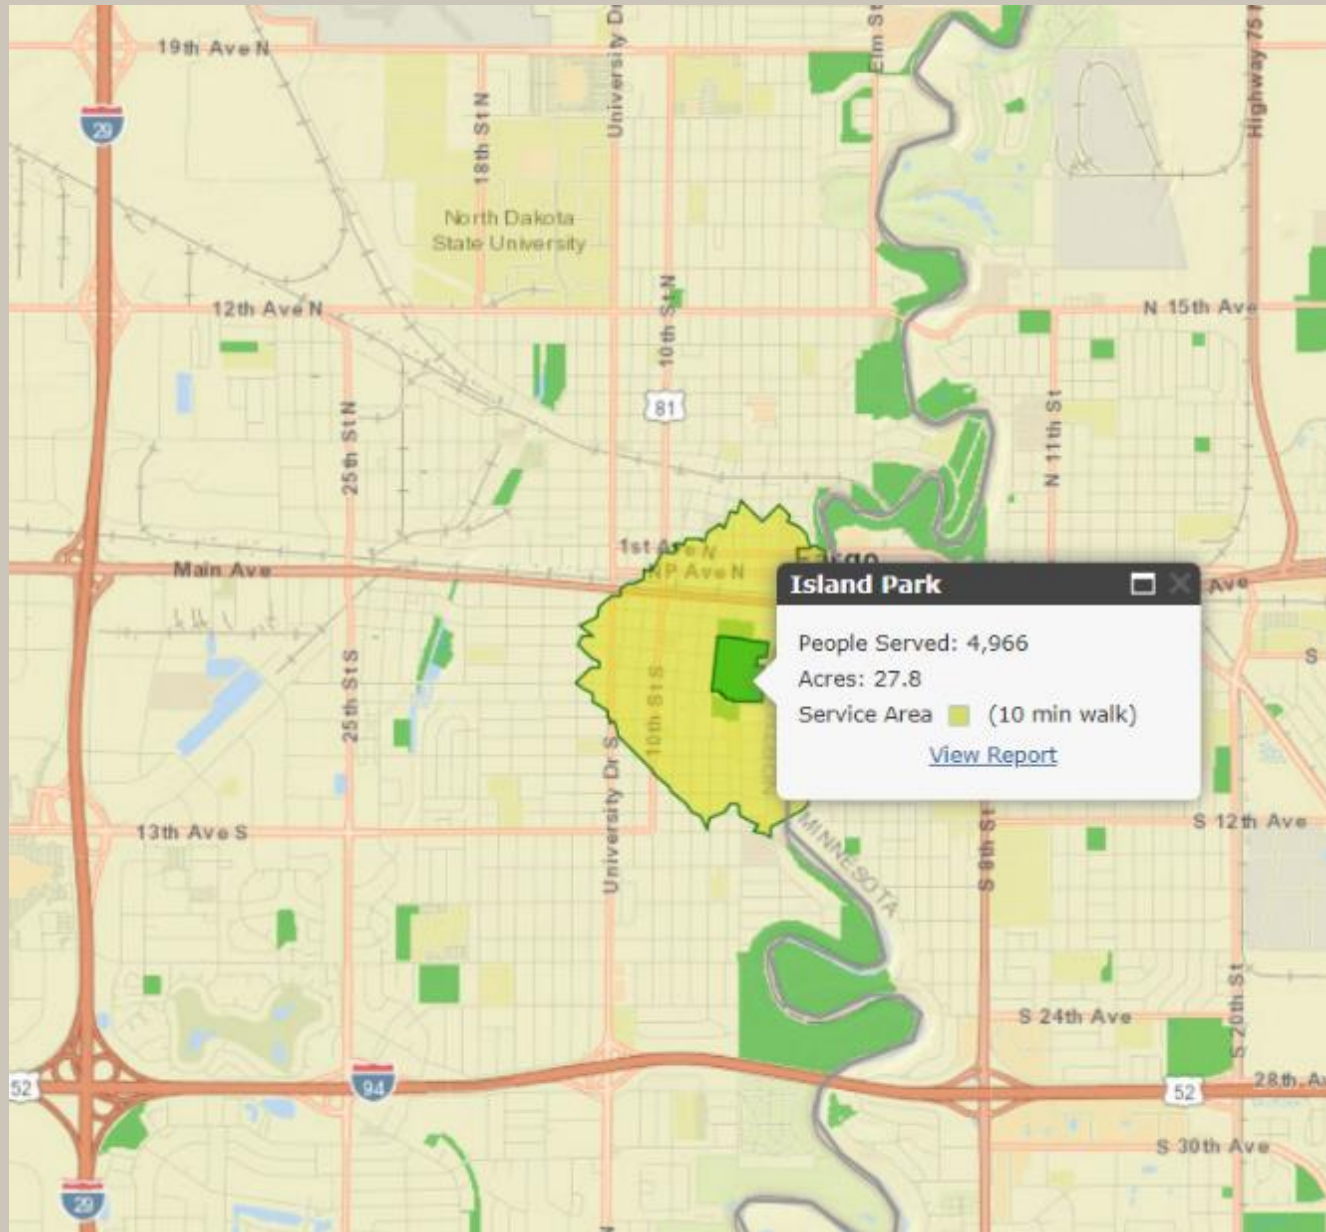 19th Ave N
University Dr
Elm St
Highway 75
29
18th St N
North Dakota
State University
10th St N
12th Ave N
N 15th Ave
25th St N
81
N 11th St
1st Ave N
Fargo
NP Ave N
Main Ave
Ave
Island Park
People Served: 4,966
Acres: 27.8
Service Area (10 min walk)
View Report
S
25th St S
10th St S
University Dr S
13th Ave S
MINNESOTA
S 8th St
S 12th Ave
S 24th Ave
S 20th St
52
94
52
28th
S 30th Ave
29
N